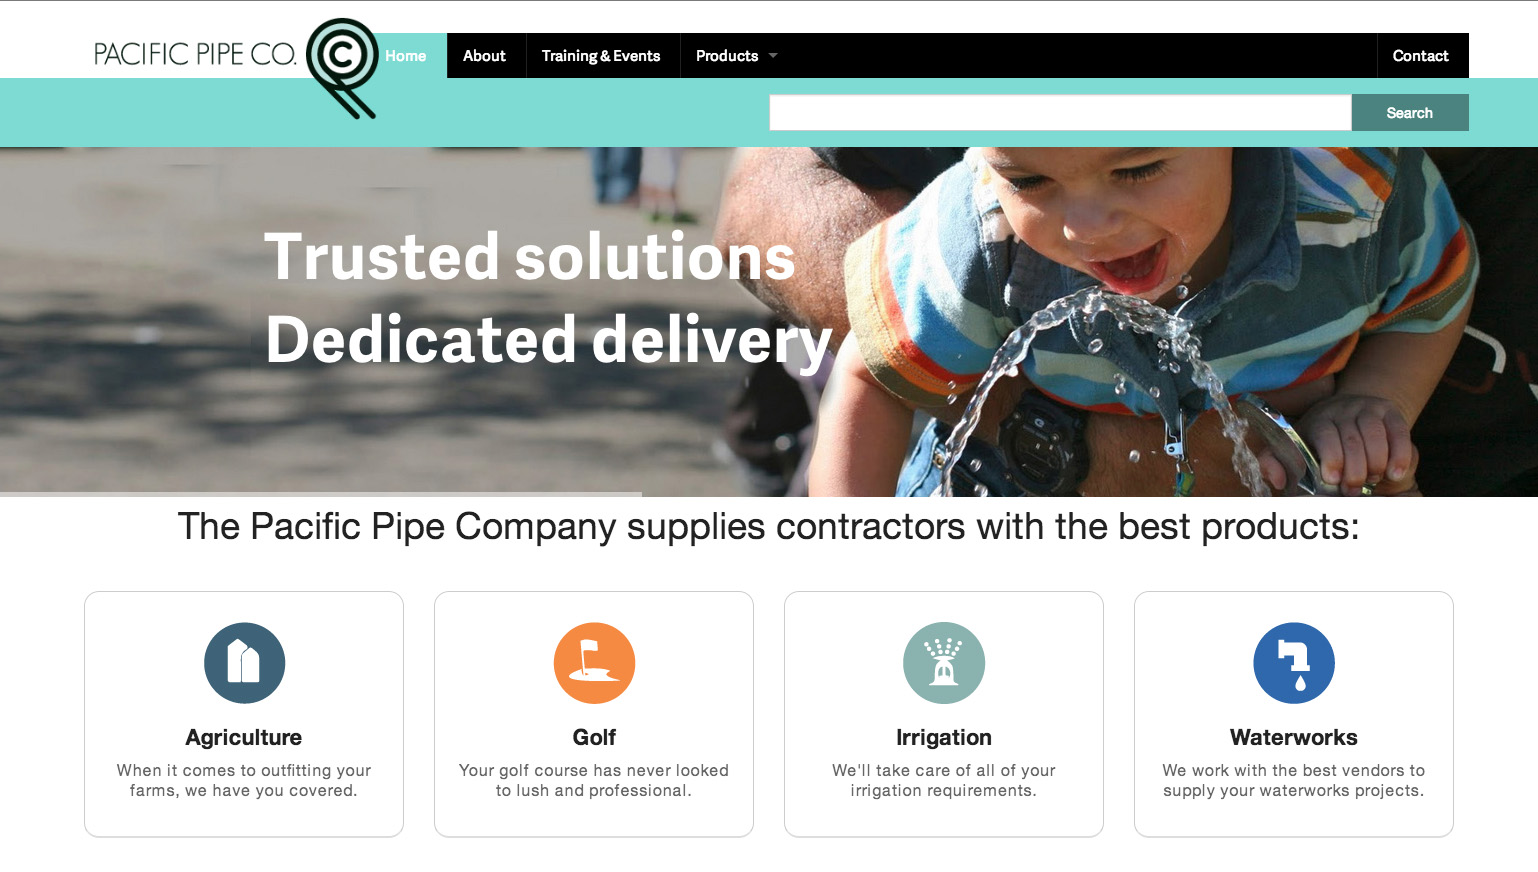 PACIFIC PIPE CO.
Home
About
Training & Events
Products
Contact
Search
Trusted solutions
Dedicated delivery
The Pacific Pipe Company supplies contractors with the best products:
Agriculture
When it comes to outfitting your
farms, we have you covered.
Golf
Your golf course has never looked
to lush and professional.
Irrigation
We'll take care of all of your
irrigation requirements.
Waterworks
We work with the best vendors to
supply your waterworks projects.